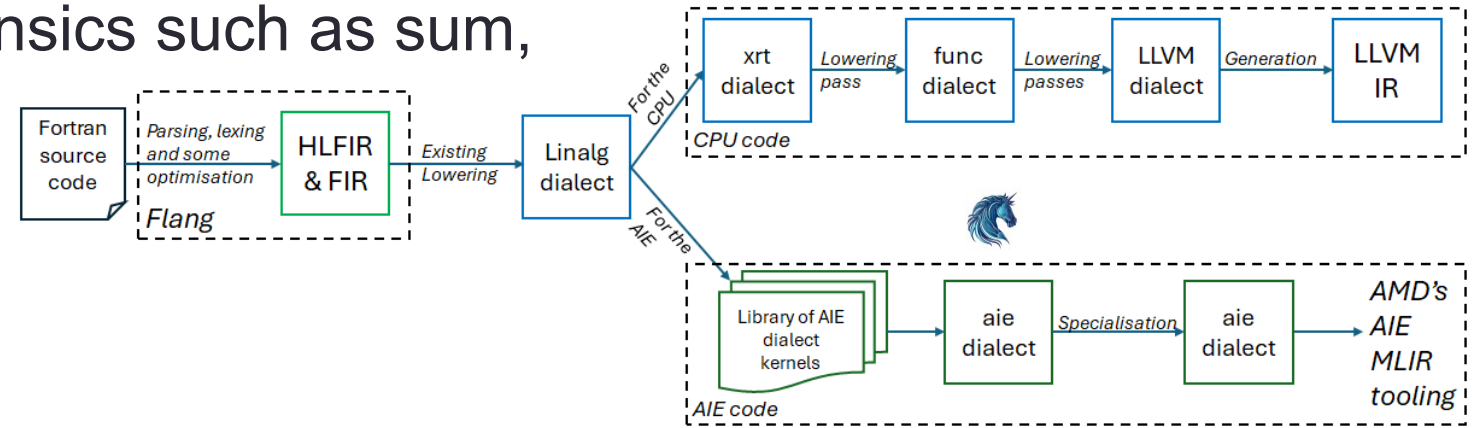 nsics such as sum,
Fortran
source
code
Parsing, lexing
and some
optimisation
HLFIR
& FIR
Flang
Existing
Lowering
Linalg
dialect
For the
CPU
xrt
dialect
Lowering
pass
func
dialect
Lowering
passes
LLVM
dialect
Generation
LLVM
IR
CPU code
For the
AIE
Library of AIE
dialect
kernels
aie
dialect
Specialisation
aie
dialect
AMD's
AIE
MLIR
tooling
AIE code